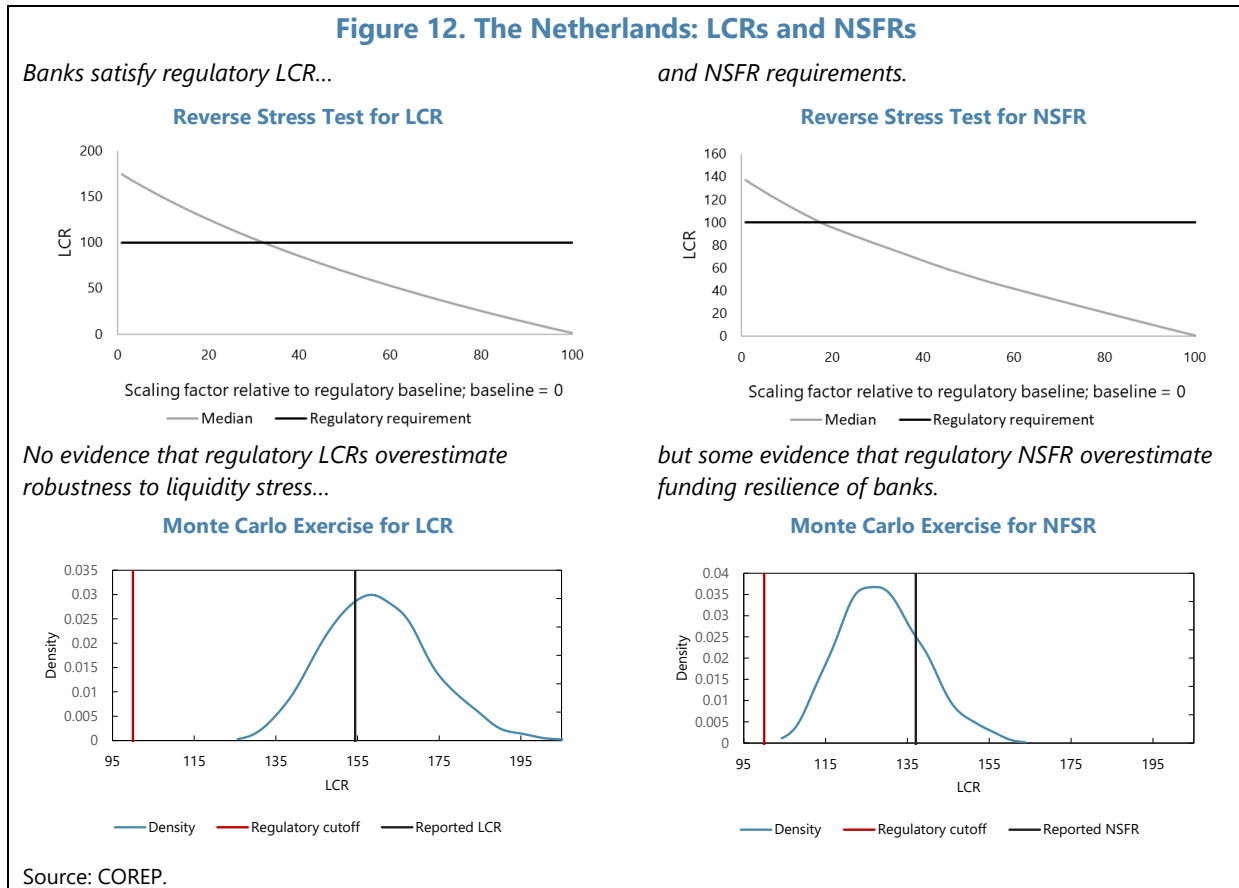 Figure 12. The Netherlands: LCRs and NSFRs
Banks satisfy regulatory LCR…
and NSFR requirements.
Reverse Stress Test for LCR
200
150
100
50
0
LCR
0 20 40 60 80 100
Scaling factor relative to regulatory baseline; baseline = 0
Median Regulatory requirement
Reverse Stress Test for NSFR
160
140
120
100
80
60
40
20
0
LCR
0 20 40 60 80 100
Scaling factor relative to regulatory baseline; baseline = 0
Median Regulatory requirement
No evidence that regulatory LCRs overestimate
robustness to liquidity stress…
but some evidence that regulatory NSFR overestimate
funding resilience of banks.
Monte Carlo Exercise for LCR
0.035
0.03
0.025
0.02
0.015
0.01
0.005
0
Density
95 115 135 155 175 195
LCR
Density Regulatory cutoff Reported LCR
Monte Carlo Exercise for NFSR
0.04
0.035
0.03
0.025
0.02
0.015
0.01
0.005
0
Density
95 115 135 155 175 195
LCR
Density Regulatory cutoff Reported NSFR
Source: COREP.